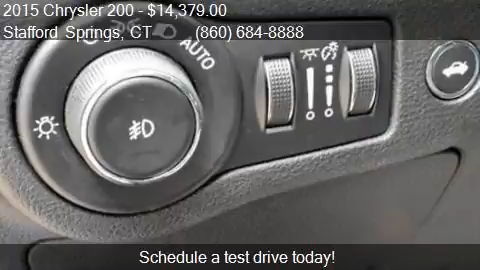 2015 Chrysler 200 - $14,379.00
Stafford Springs, CT (860) 684-8888
AUTO
Schedule a test drive today!